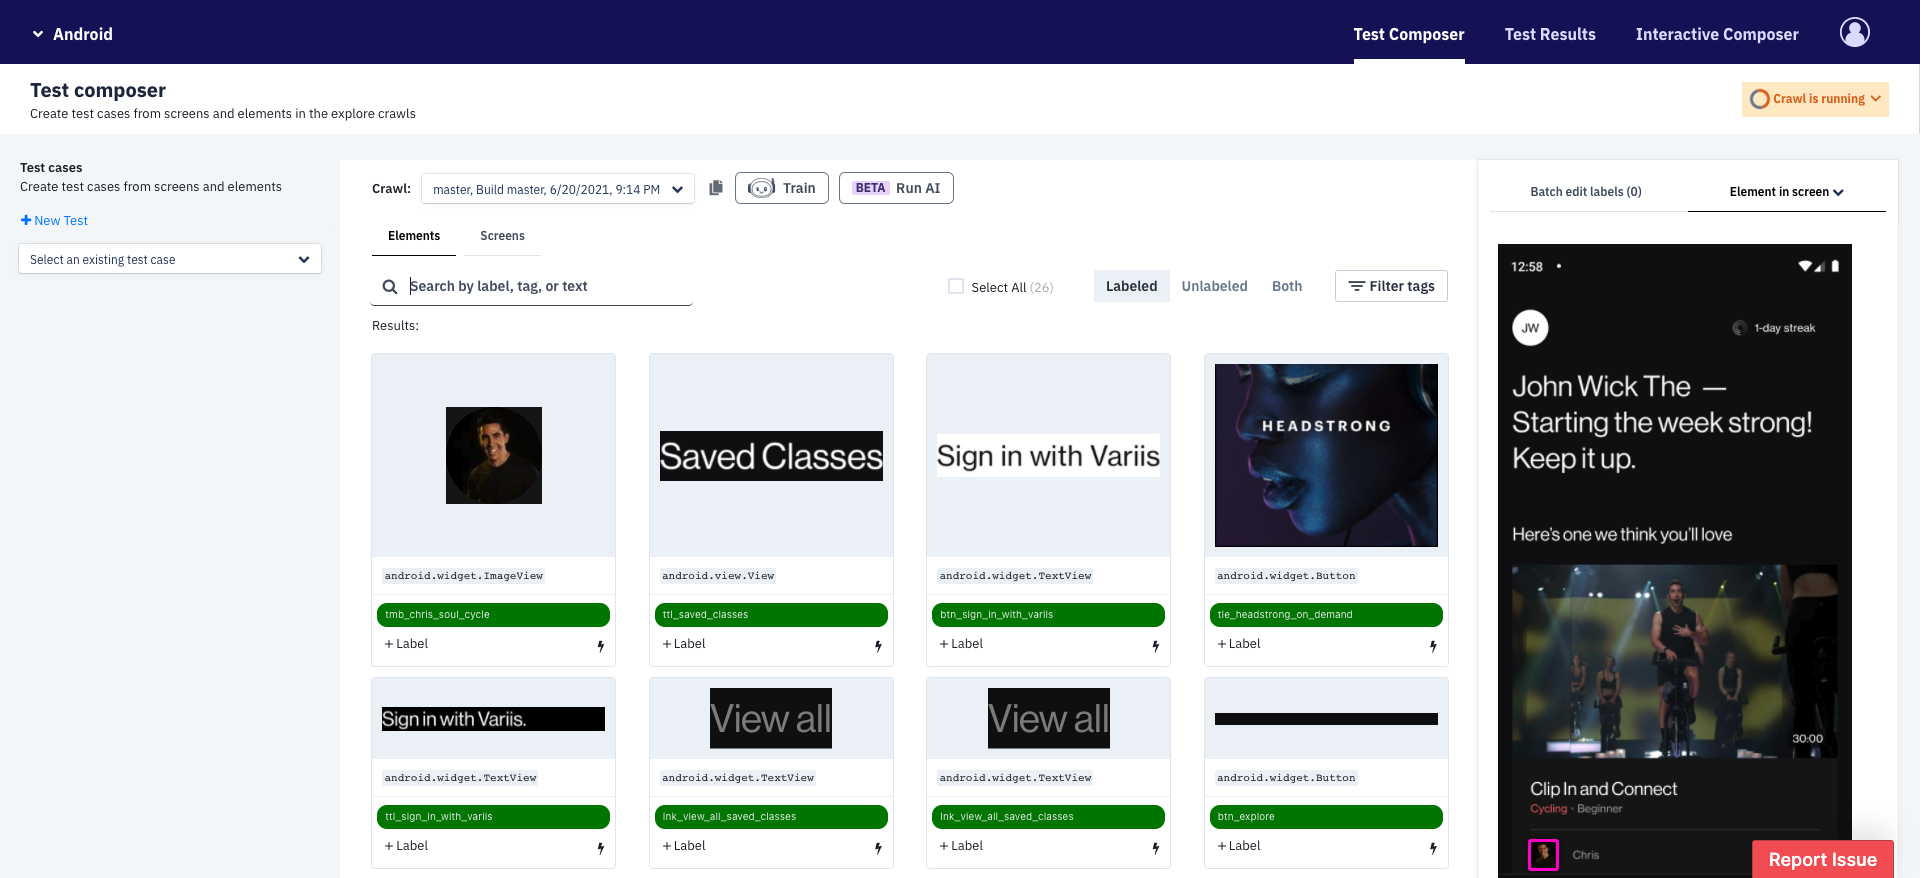 Android
Test Composer
Test Results
Interactive Composer
Test composer
Create test cases from screens and elements in the explore crawls
Crawl is running
Test cases
Create test cases from screens and elements
New Test
Select an existing test case
Crawl:
master, Build master, 6/20/2021, 9:14 PM
Train
BETA Run AI
Elements
Screens
Search by label, tag, or text
Select All (26)
Labeled
Unlabeled
Both
Filter tags
Results:
Saved Classes
Sign in with Variis
HEADSTRONG
android.widget.ImageView
android.view.View
android.widget.TextView
android.widget.Button
tmb_chris_soul_cycle
ttl_saved_classes
btn_sign_in_with_variis
tle_headstrong_on_demand
+ Label
+ Label
+ Label
+ Label
Sign in with Variis.
View all
View all
android.widget.TextView
android.widget.TextView
android.widget.TextView
android.widget.Button
ttl_sign_in_with_variis
lnk_view_all_saved_classes
lnk_view_all_saved_classes
btn_explore
+ Label
+ Label
+ Label
+ Label
Batch edit labels (0)
Element in screen
12:58
JW
1-day streak
John Wick The —
Starting the week strong!
Keep it up.
Here's one we think you'll love
30:00
Clip In and Connect
Cycling • Beginner
Chris
Report Issue